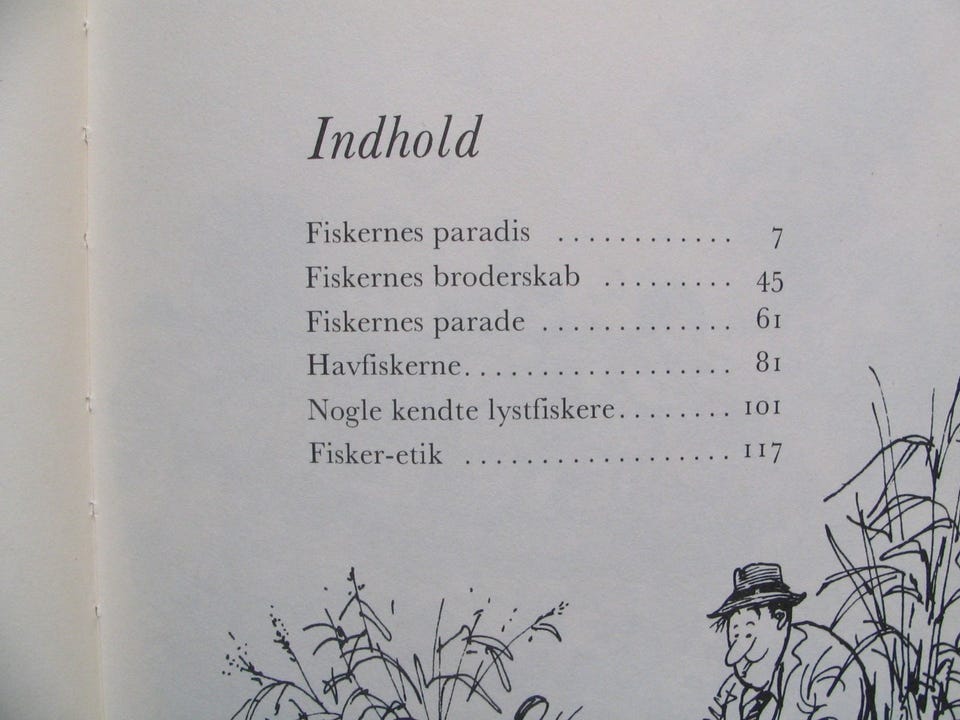 Indhold
Fiskernes paradis ............ 7
Fiskernes broderskab ......... 45
Fiskernes parade ............. 61
Havfiskerne.................. 81
Nogle kendte lystfiskere........ 101
Fisker-etik .................. 117